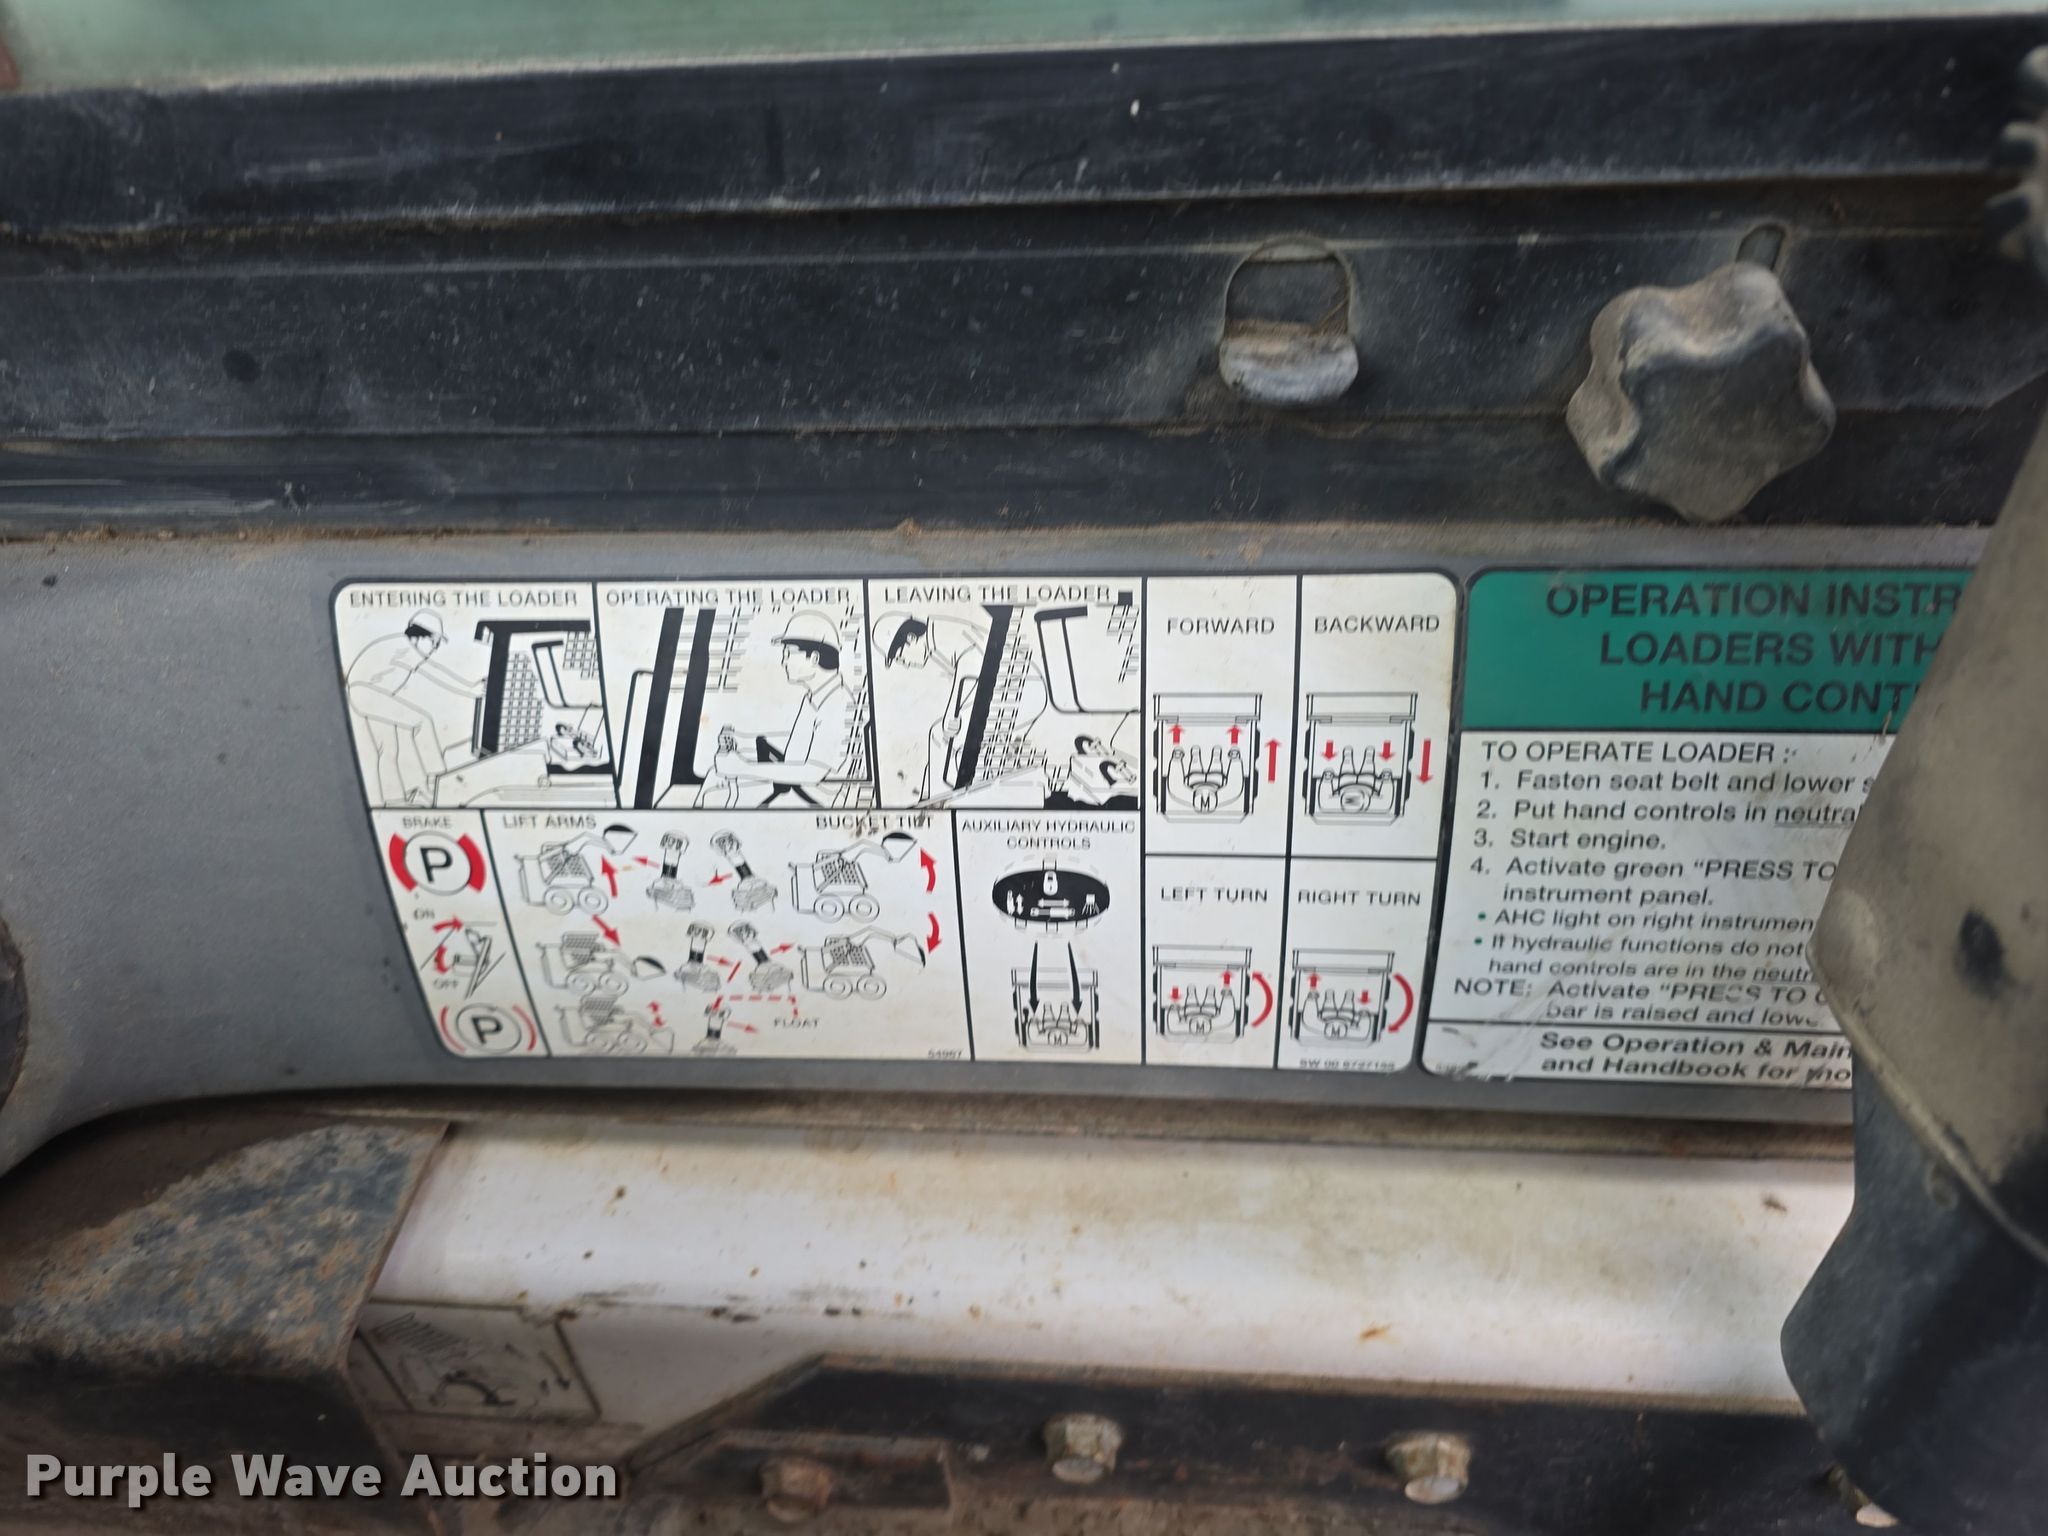 ENTERING THE LOADER
OPERATING THE LOADER
LEAVING THE LOADER
FORWARD
BACKWARD
BRAKE
P
ON
OFF
P
LIFT ARMS
BUCKET TILT
FLOAT
54967
AUXILIARY HYDRAULIC
CONTROLS
M
M
LEFT TURN
RIGHT TURN
M
M
M
OPERATION INSTR
LOADERS WITH
HAND CONT
TO OPERATE LOADER :
1. Fasten seat belt and lower s
2. Put hand controls in neutra
3. Start engine.
4. Activate green "PRESS TO
instrument panel.
• AHC light on right instrumen
• If hydraulic functions do not
hand controls are in the neutr
NOTE: Activate "PRESS TO
bar is raised and lowe
See Operation & Main
and Handbook for mo
Purple Wave Auction